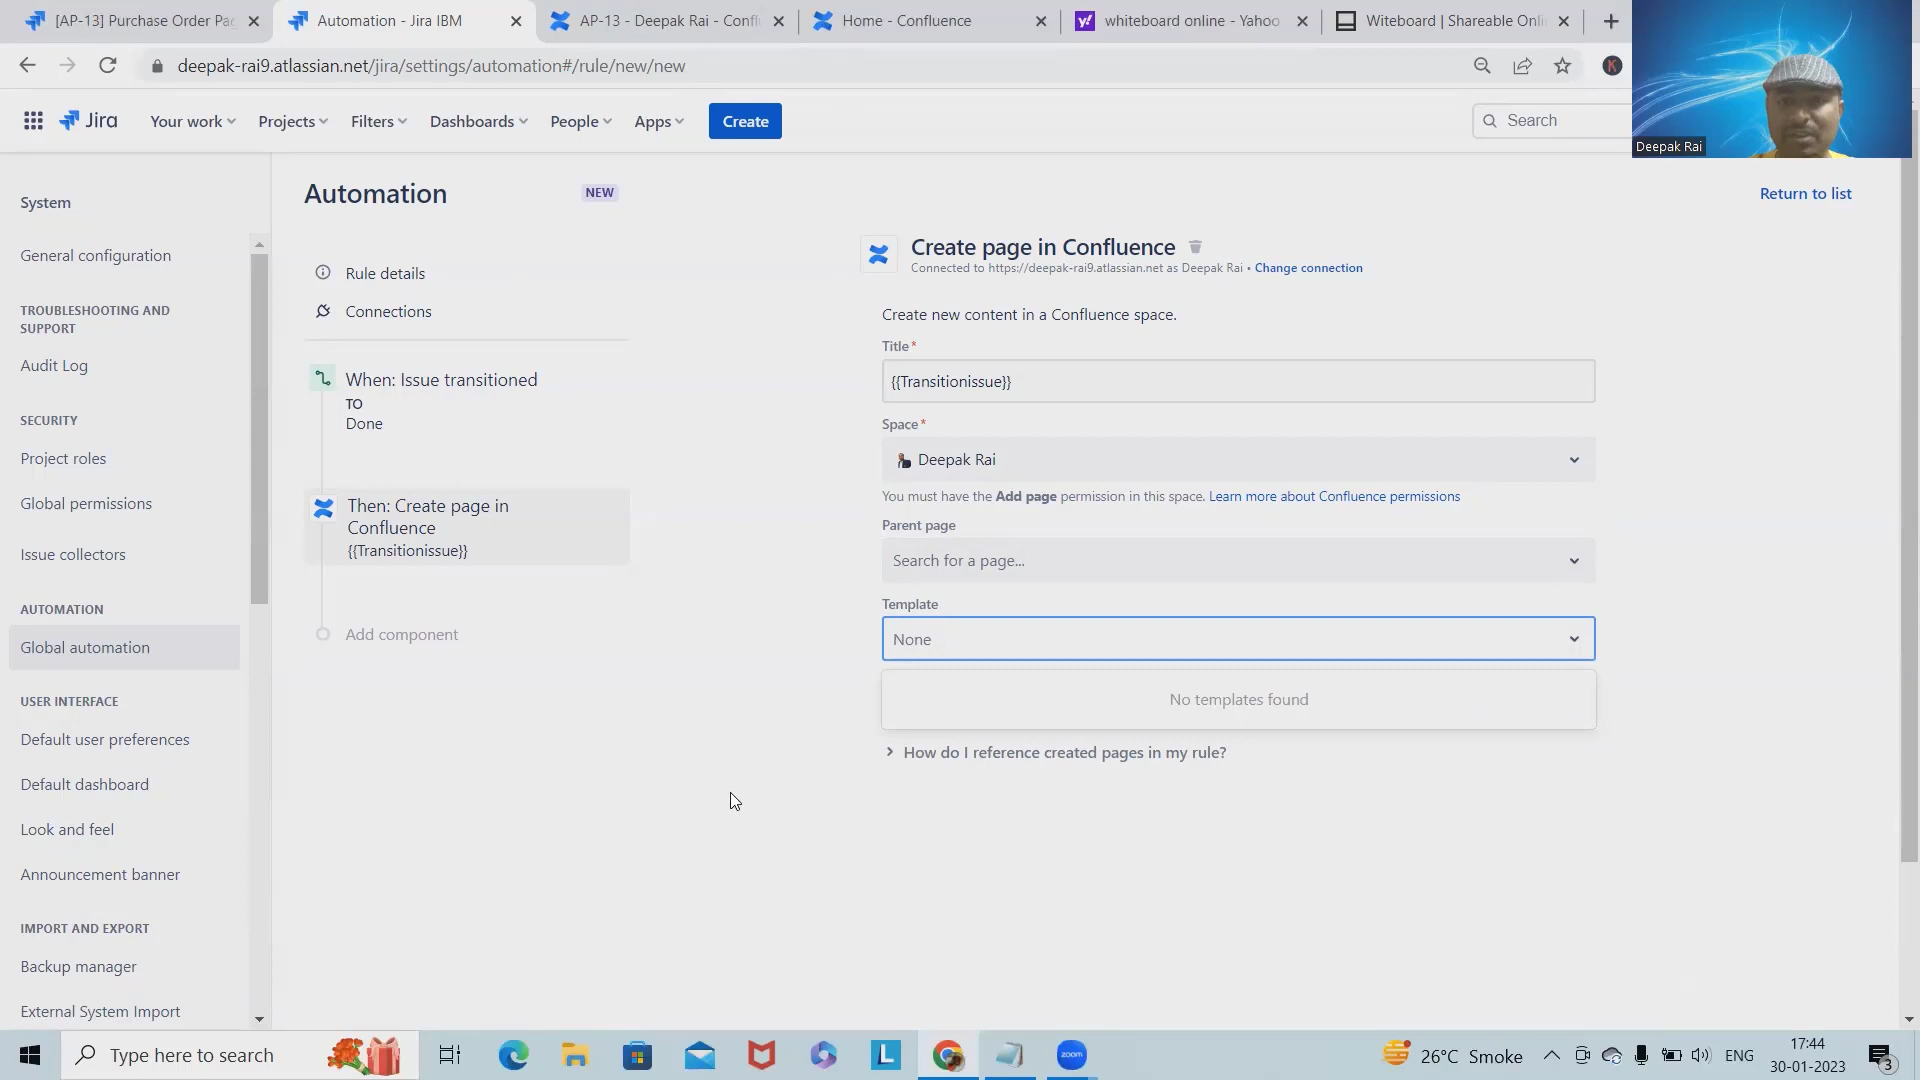 [AP-13] Purchase Order Pa
Automation - Jira IBM
AP-13 - Deepak Rai - Confl
Home - Confluence
whiteboard online - Yahoo
Witeboard | Shareable Onli
deepak-rai9.atlassian.net/jira/settings/automation#/rule/new/new
K
Jira
Your work
Projects
Filters
Dashboards
People
Apps
Create
Search
Deepak Rai
System
General configuration
TROUBLESHOOTING AND
SUPPORT
Audit Log
SECURITY
Project roles
Global permissions
Issue collectors
AUTOMATION
Global automation
USER INTERFACE
Default user preferences
Default dashboard
Look and feel
Announcement banner
IMPORT AND EXPORT
Backup manager
External System Import
Automation
NEW
Return to list
Rule details
Connections
When: Issue transitioned
TO
Done
Then: Create page in
Confluence
{{Transitionissue}}
Add component
Create page in Confluence
Connected to https://deepak-rai9.atlassian.net as Deepak Rai • Change connection
Create new content in a Confluence space.
Title*
{{Transitionissue}}
Space*
Deepak Rai
You must have the Add page permission in this space. Learn more about Confluence permissions
Parent page
Search for a page...
Template
None
No templates found
How do I reference created pages in my rule?
Type here to search
L
zoom
26°C Smoke
ENG
17:44
30-01-2023
3